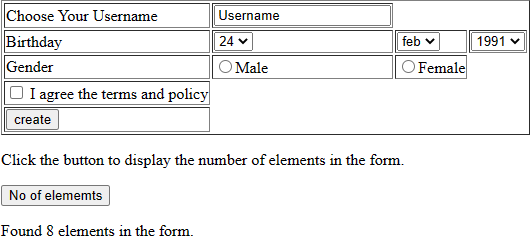 Choose Your Username Username
Birthday 24 feb 1991
Gender Male Female
I agree the terms and policy
create
Click the button to display the number of elements in the form.
No of elememts
Found 8 elements in the form.